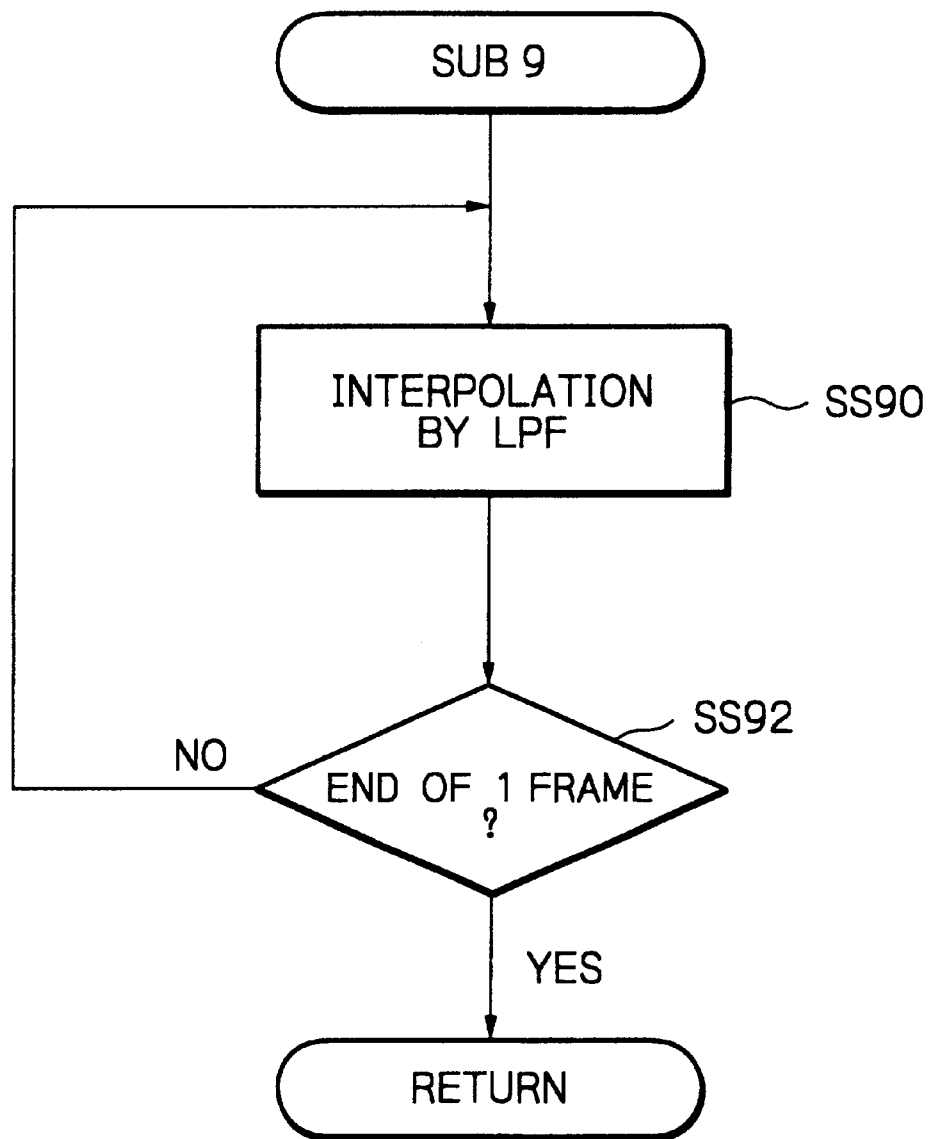 SUB 9
INTERPOLATION
BY LPF
SS90
SS92
NO
END OF 1 FRAME
?
YES
RETURN